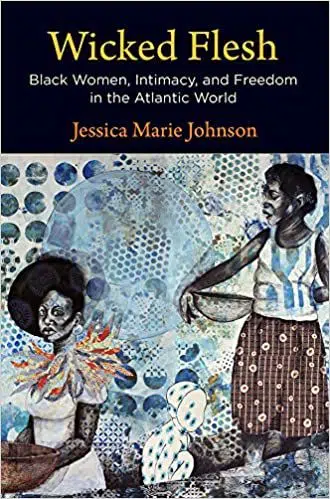 Wicked Flesh
Black Women, Intimacy, and Freedom
in the Atlantic World
Jessica Marie Johnson